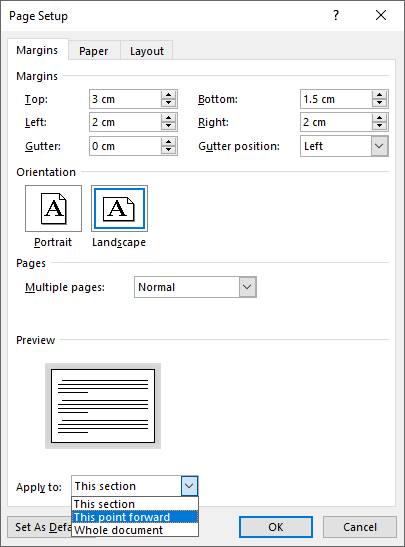 Page Setup ? ×
Margins Paper Layout
Margins
Top: 3 cm Bottom: 1.5 cm
Left: 2 cm Right: 2 cm
Gutter: 0 cm Gutter position: Left
Orientation
A A
Portrait Landscape
Pages
Multiple pages: Normal
Preview
Apply to: This section
This section
This point forward
Whole document
Set As Defa OK Cancel